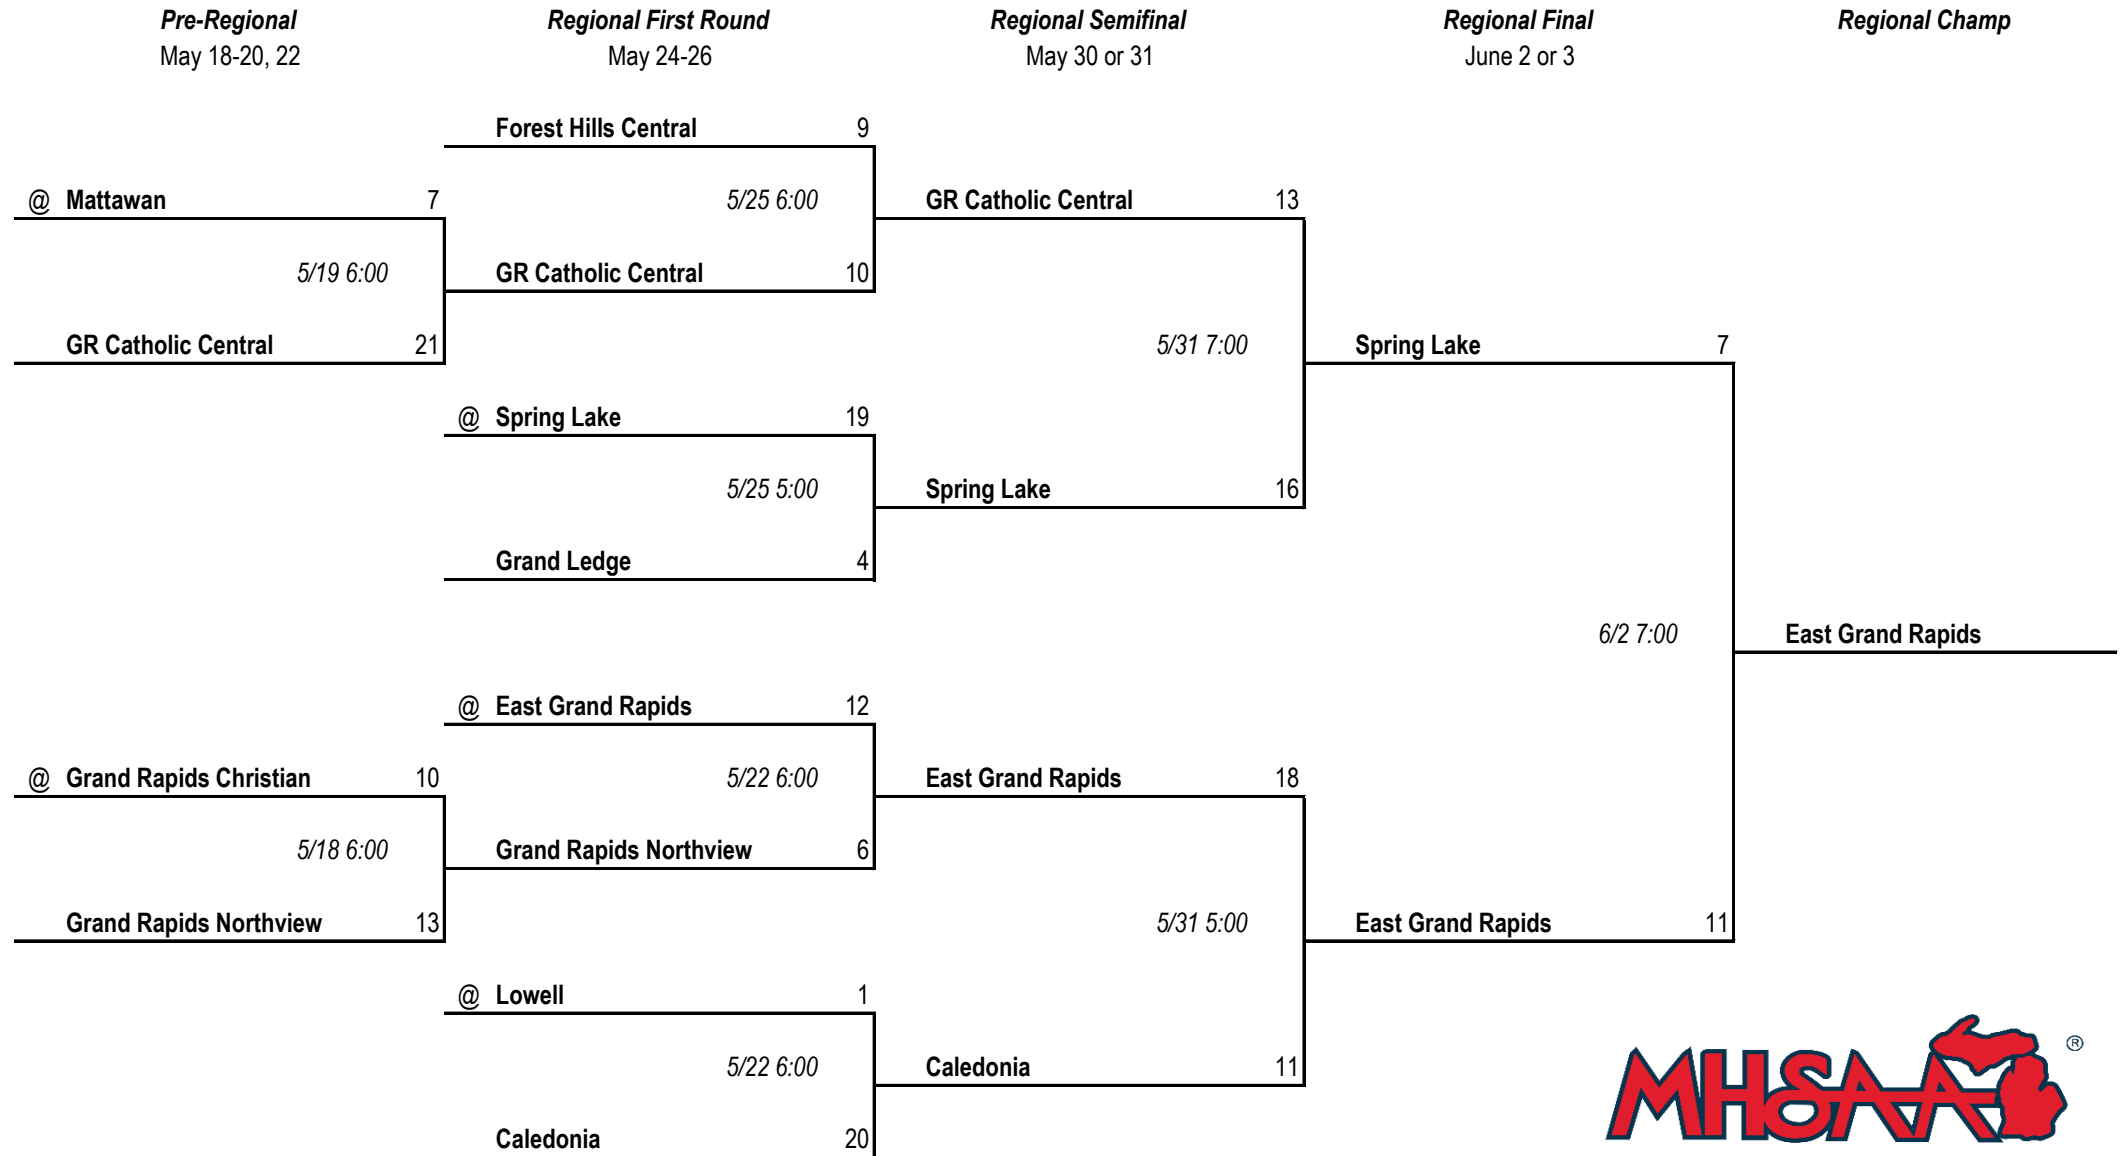 Pre-Regional Regional First Round Regional Semifinal Regional Final Regional Champ
May 18-20, 22 May 24-26 May 30 or 31 June 2 or 3
Forest Hills Central 9
@ Mattawan 7 5/25 6:00 GR Catholic Central 13
5/19 6:00 GR Catholic Central 10
GR Catholic Central 21 5/31 7:00 Spring Lake 7
@ Spring Lake 19
5/25 5:00 Spring Lake 16
Grand Ledge 4
6/2 7:00 East Grand Rapids
@ East Grand Rapids 12
@ Grand Rapids Christian 10 5/22 6:00 East Grand Rapids 18
5/18 6:00 Grand Rapids Northview 6
Grand Rapids Northview 13 5/31 5:00 East Grand Rapids 11
@ Lowell 1
5/22 6:00 Caledonia 11
Caledonia 20
MHSAA ®